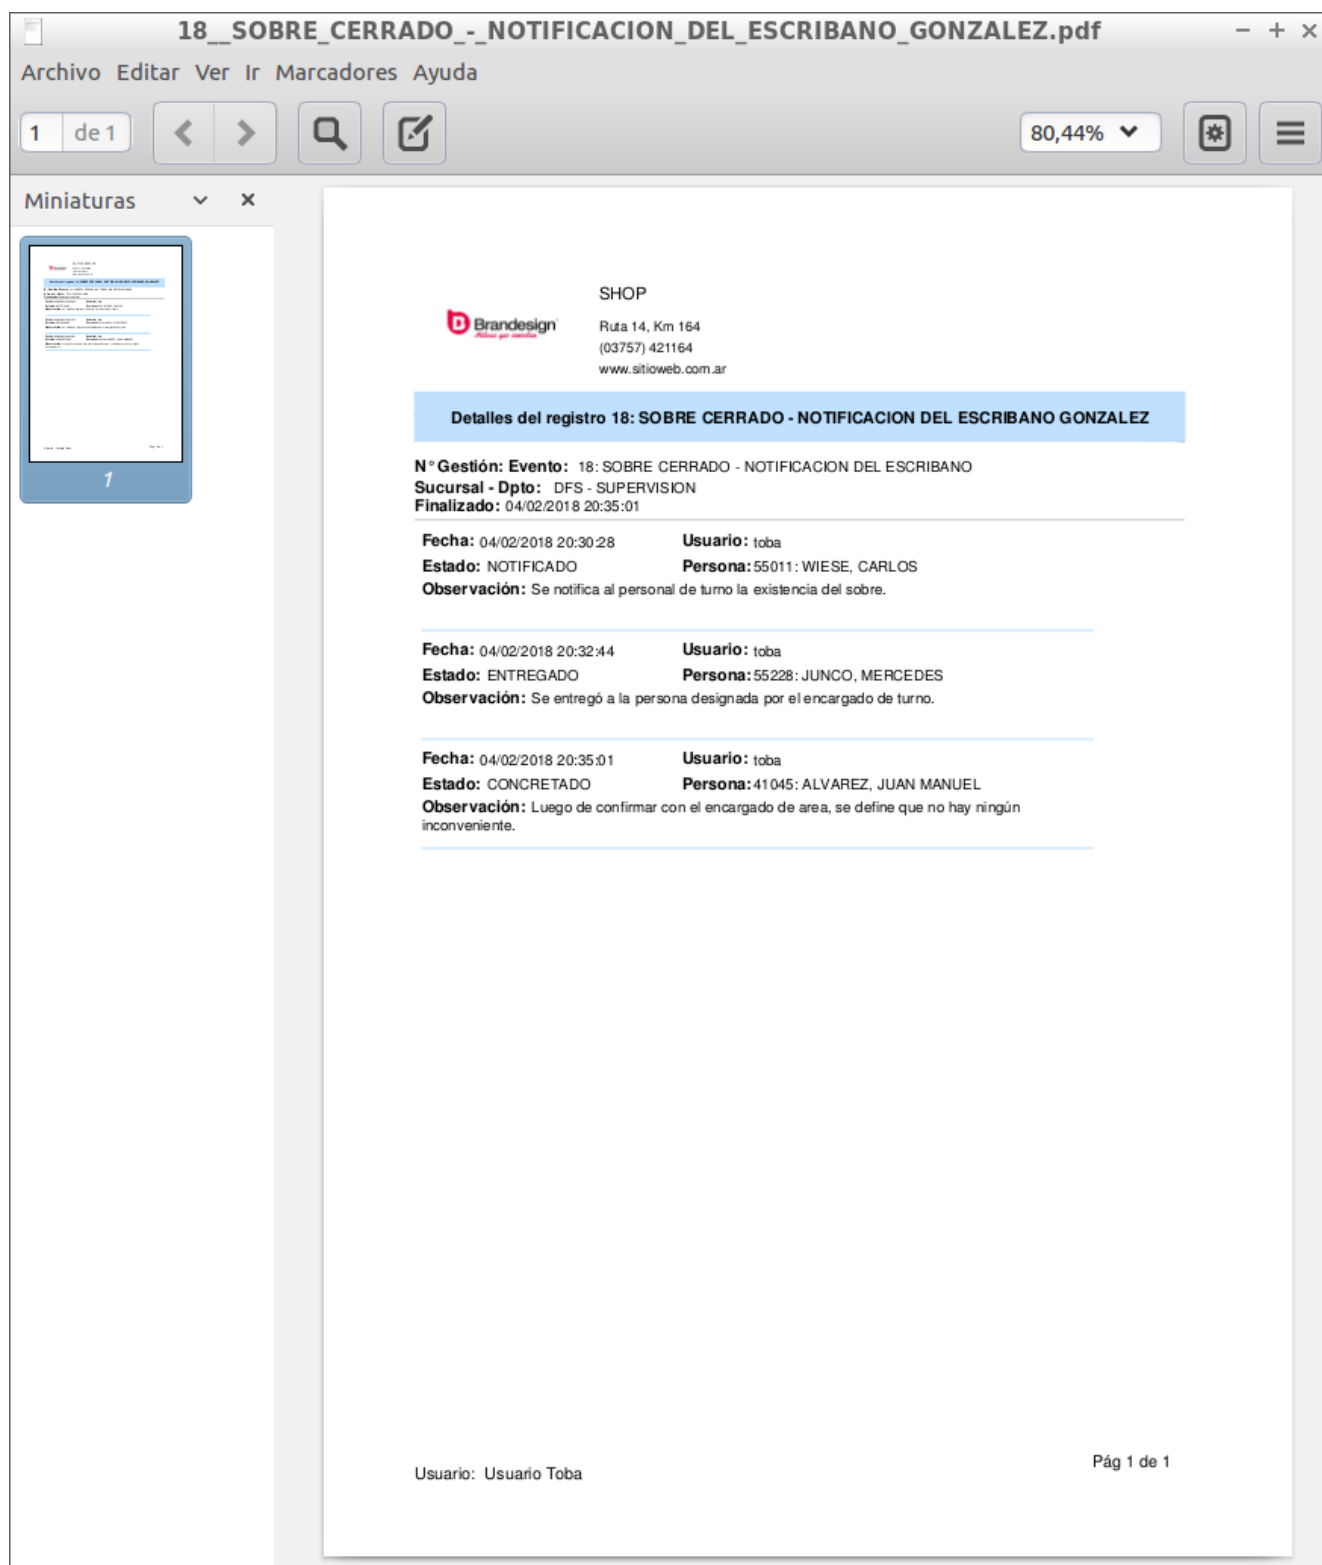 18__SOBRE_CERRADO_-_NOTIFICACION_DEL_ESCRIBANO_GONZALEZ.pdf
Archivo Editar Ver Ir Marcadores Ayuda
1 de 1 80,44%
Miniaturas
1
SHOP
Brandesign
Ruta 14, Km 164
(03757) 421164
www.sitioweb.com.ar
Detalles del registro 18: SOBRE CERRADO - NOTIFICACION DEL ESCRIBANO GONZALEZ
N° Gestión: Evento: 18: SOBRE CERRADO - NOTIFICACION DEL ESCRIBANO
Sucursal - Dpto: DFS - SUPERVISION
Finalizado: 04/02/2018 20:35:01
Fecha: 04/02/2018 20:30:28 Usuario: toba
Estado: NOTIFICADO Persona: 55011: WIESE, CARLOS
Observación: Se notifica al personal de turno la existencia del sobre.
Fecha: 04/02/2018 20:32:44 Usuario: toba
Estado: ENTREGADO Persona: 55228: JUNCO, MERCEDES
Observación: Se entregó a la persona designada por el encargado de turno.
Fecha: 04/02/2018 20:35:01 Usuario: toba
Estado: CONCRETADO Persona: 41045: ALVAREZ, JUAN MANUEL
Observación: Luego de confirmar con el encargado de area, se define que no hay ningún
inconveniente.
Usuario: Usuario Toba
Pág 1 de 1